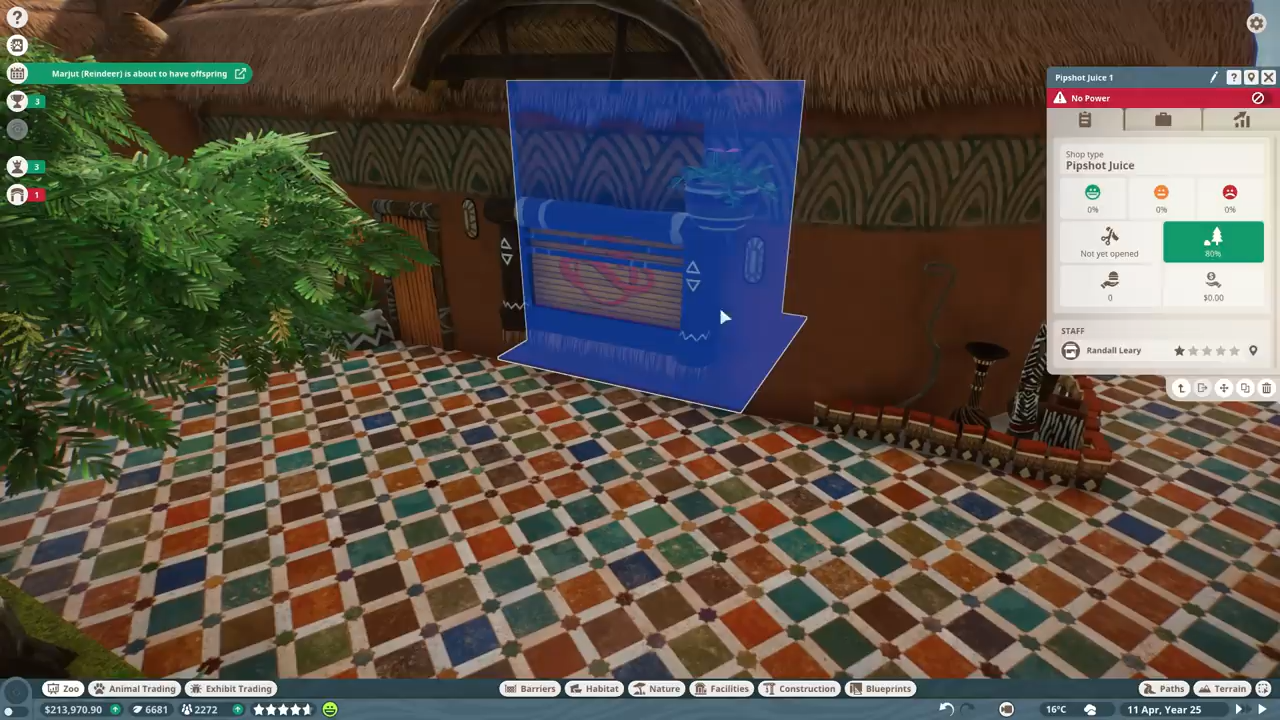 ?
Marjut (Reindeer) is about to have offspring
3
3
1
Pipshot Juice 1
?
No Power
Shop type
Pipshot Juice
0%
0%
0%
Not yet opened
80%
0
$0.00
STAFF
Randall Leary
Zoo
Animal Trading
Exhibit Trading
Barriers
Habitat
Nature
Facilities
Construction
Blueprints
Paths
Terrain
$213,970.90
6681
2272
16°C
11 Apr, Year 25